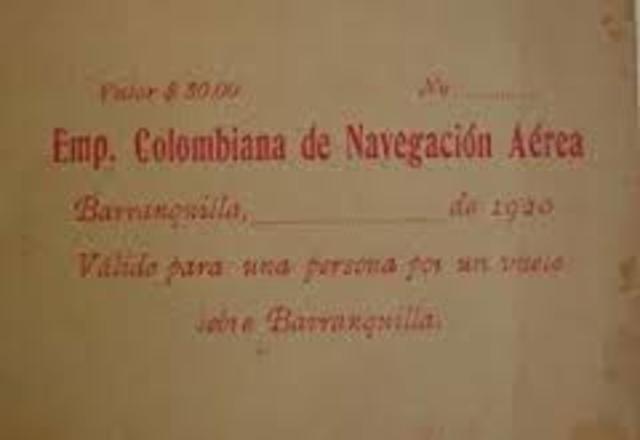 Valor $ 50.00 No ............
Emp. Colombiana de Navegación Aérea
Barranquilla, ........................ de 1920
Válido para una persona por un vuelo
sobre Barranquilla.